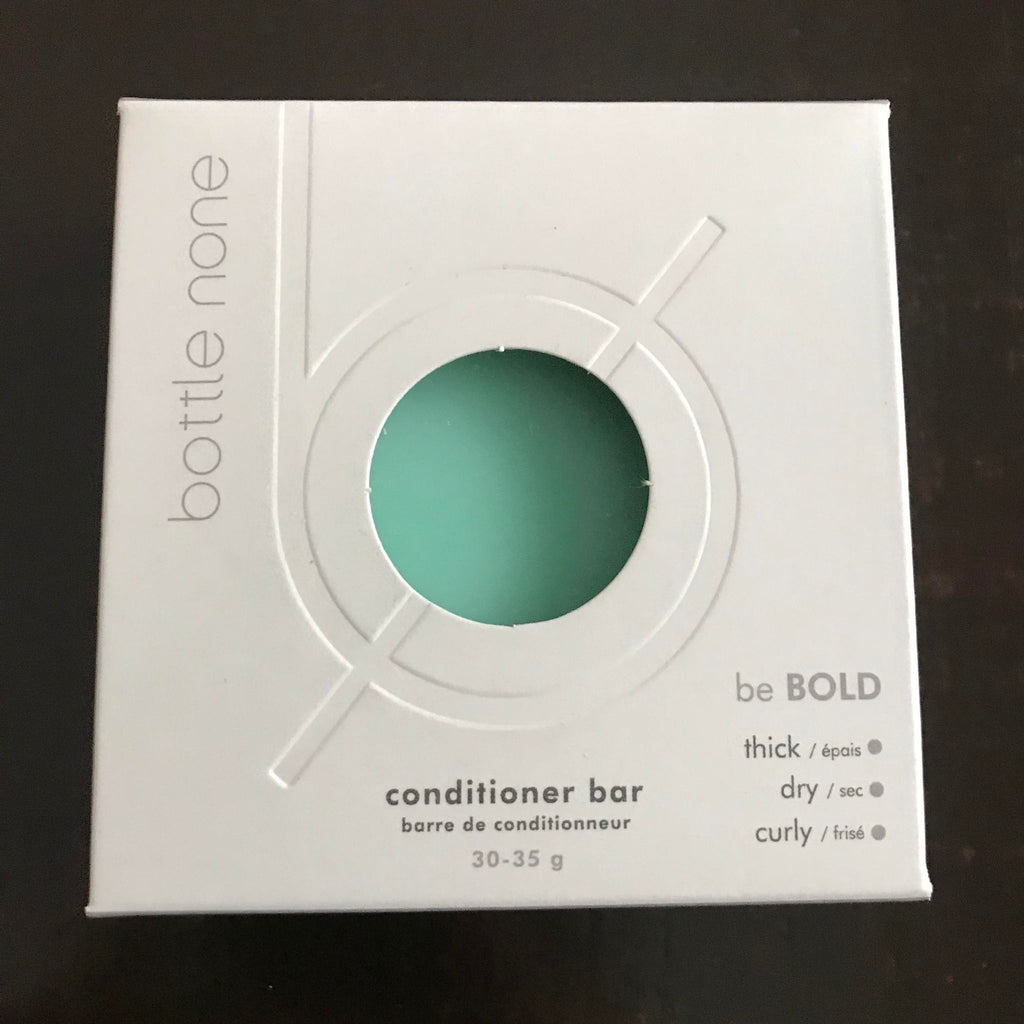 bottle none
be BOLD
thick / épais
dry / sec
curly / frisé
conditioner bar
barre de conditionneur
30-35 g